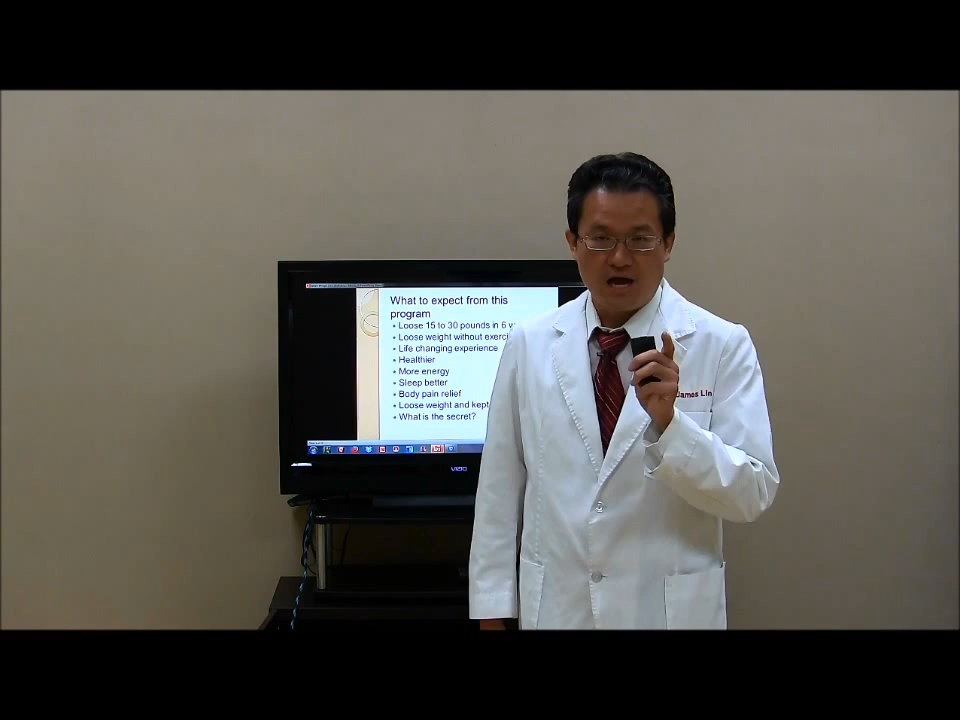 What to expect from this
program
• Loose 15 to 30 pounds in 6
• Loose weight without
• Life changing experience
• Healthier
• More energy
• Sleep better
• Body pain relief
• Loose weight and kept
• What is the secret?
VIZIO
James Lin